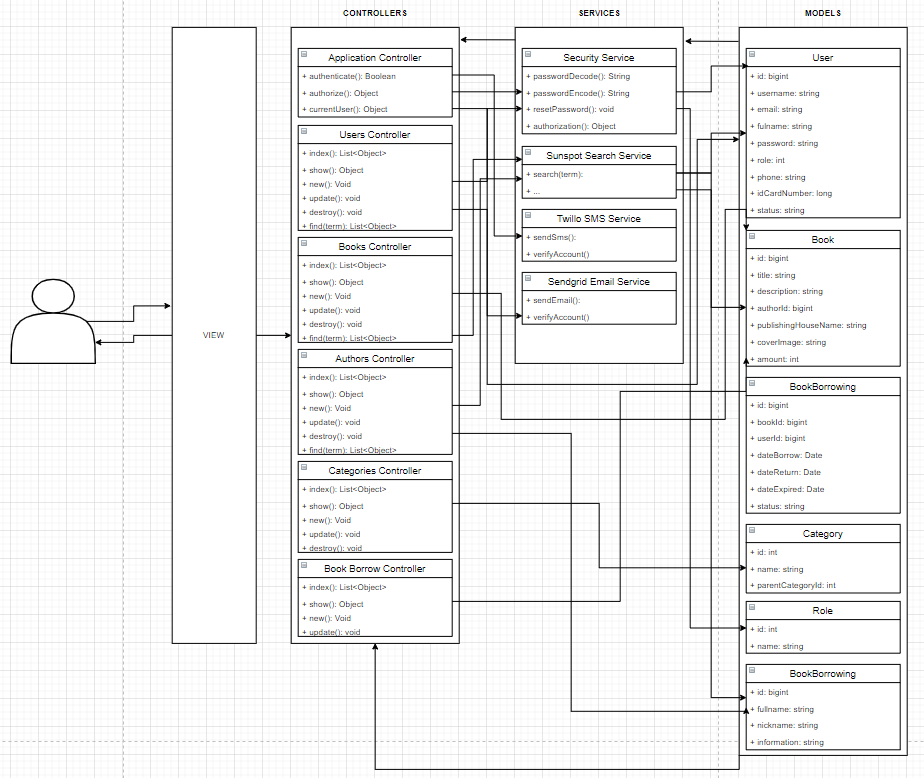 CONTROLLERS
SERVICES
MODELS
VIEW
Application Controller
+ authenticate(): Boolean
+ authorize(): Object
+ currentUser(): Object
Users Controller
+ index(): List<Object>
+ show(): Object
+ new(): Void
+ update(): void
+ destroy(): void
+ find(term): List<Object>
Books Controller
+ index(): List<Object>
+ show(): Object
+ new(): Void
+ update(): void
+ destroy(): void
+ find(term): List<Object>
Authors Controller
+ index(): List<Object>
+ show(): Object
+ new(): Void
+ update(): void
+ destroy(): void
+ find(term): List<Object>
Categories Controller
+ index(): List<Object>
+ show(): Object
+ new(): Void
+ update(): void
+ destroy(): void
Book Borrow Controller
+ index(): List<Object>
+ show(): Object
+ new(): Void
+ update(): void
Security Service
+ passwordDecode(): String
+ passwordEncode(): String
+ resetPassword(): void
+ authorization(): Object
Sunspot Search Service
+ search(term):
+ ...
Twillo SMS Service
+ sendSms():
+ verifyAccount()
Sendgrid Email Service
+ sendEmail():
+ verifyAccount()
User
+ id: bigint
+ username: string
+ email: string
+ fulname: string
+ password: string
+ role: int
+ phone: string
+ idCardNumber: long
+ status: string
Book
+ id: bigint
+ title: string
+ description: string
+ authorId: bigint
+ publishingHouseName: string
+ coverImage: string
+ amount: int
BookBorrowing
+ id: bigint
+ bookId: bigint
+ userId: bigint
+ dateBorrow: Date
+ dateReturn: Date
+ dateExpired: Date
+ status: string
Category
+ id: int
+ name: string
+ parentCategoryId: int
Role
+ id: int
+ name: string
BookBorrowing
+ id: bigint
+ fullname: string
+ nickname: string
+ information: string